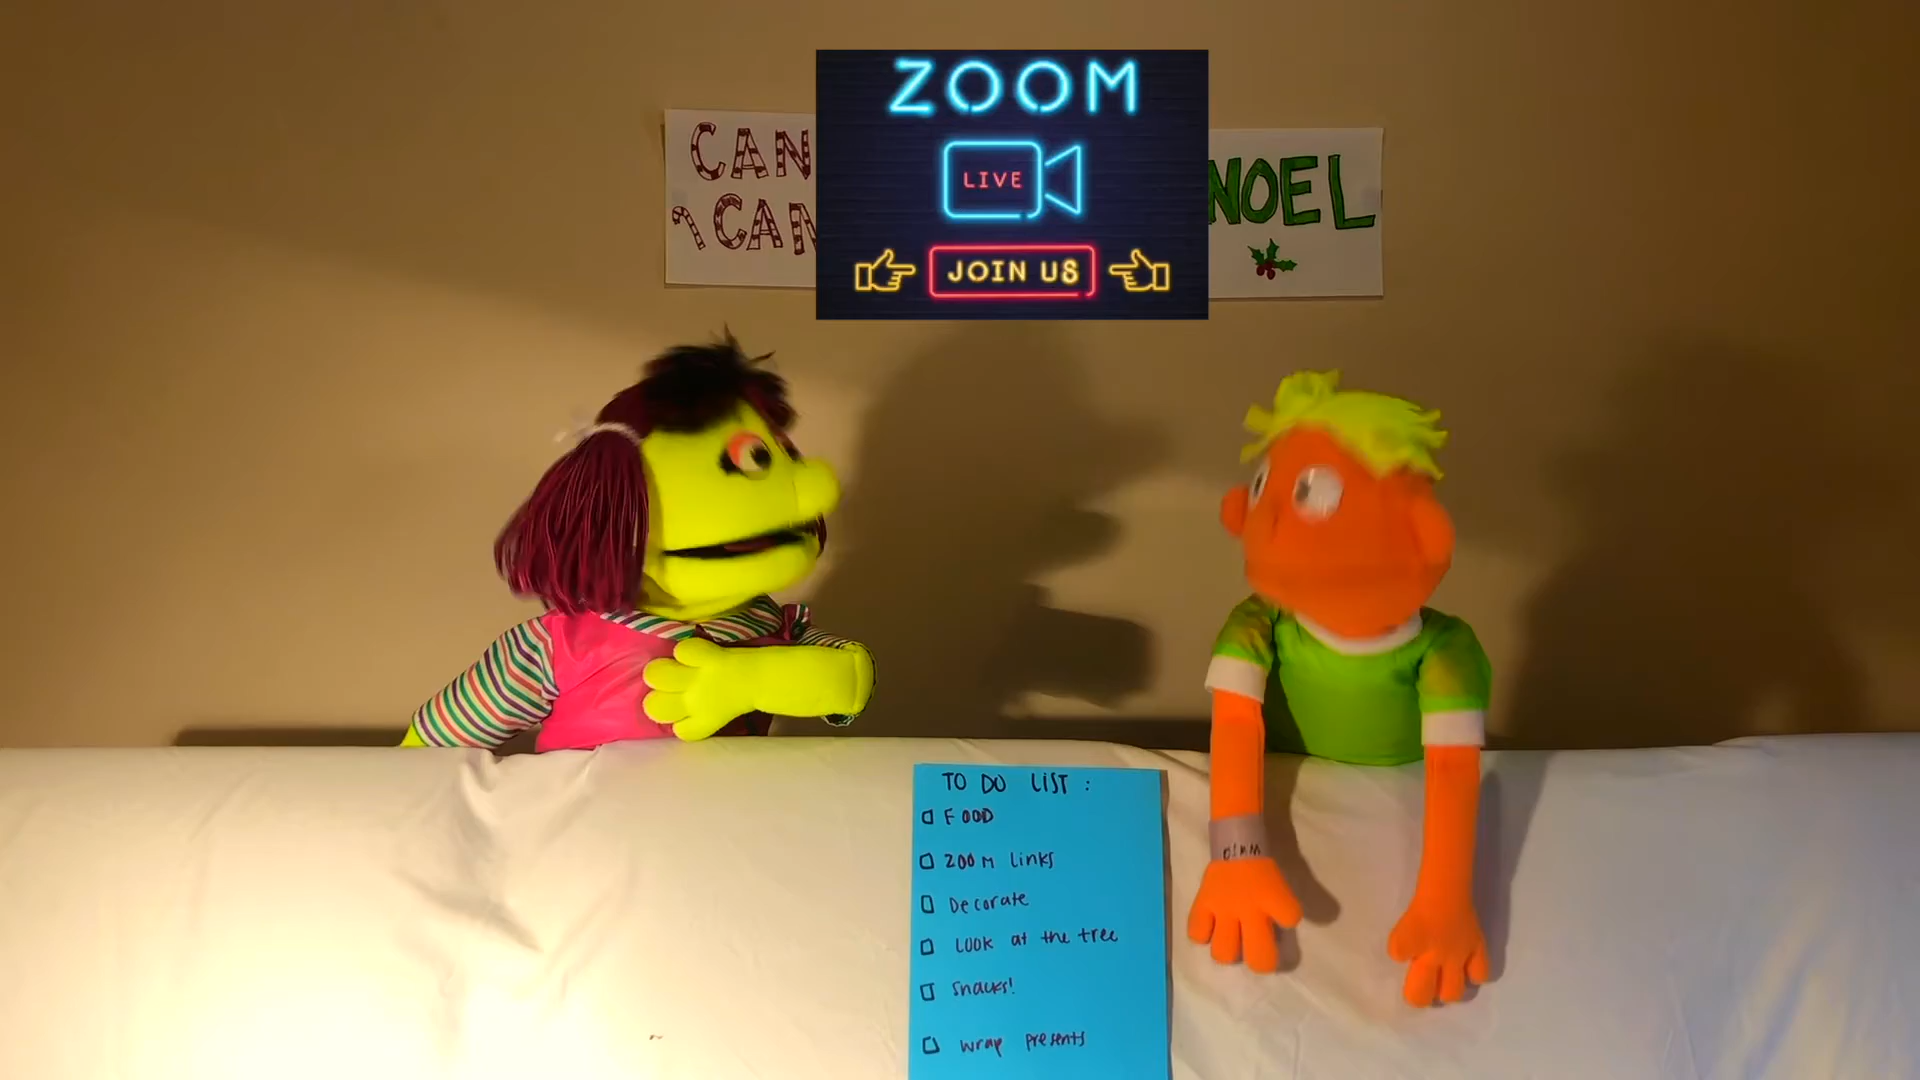 ZOOM
LIVE
JOIN US
CAN
CAN
NOEL
TO DO LIST :
FOOD
ZOOM Links
Decorate
Look at the tree
Snacks!
wrap presents